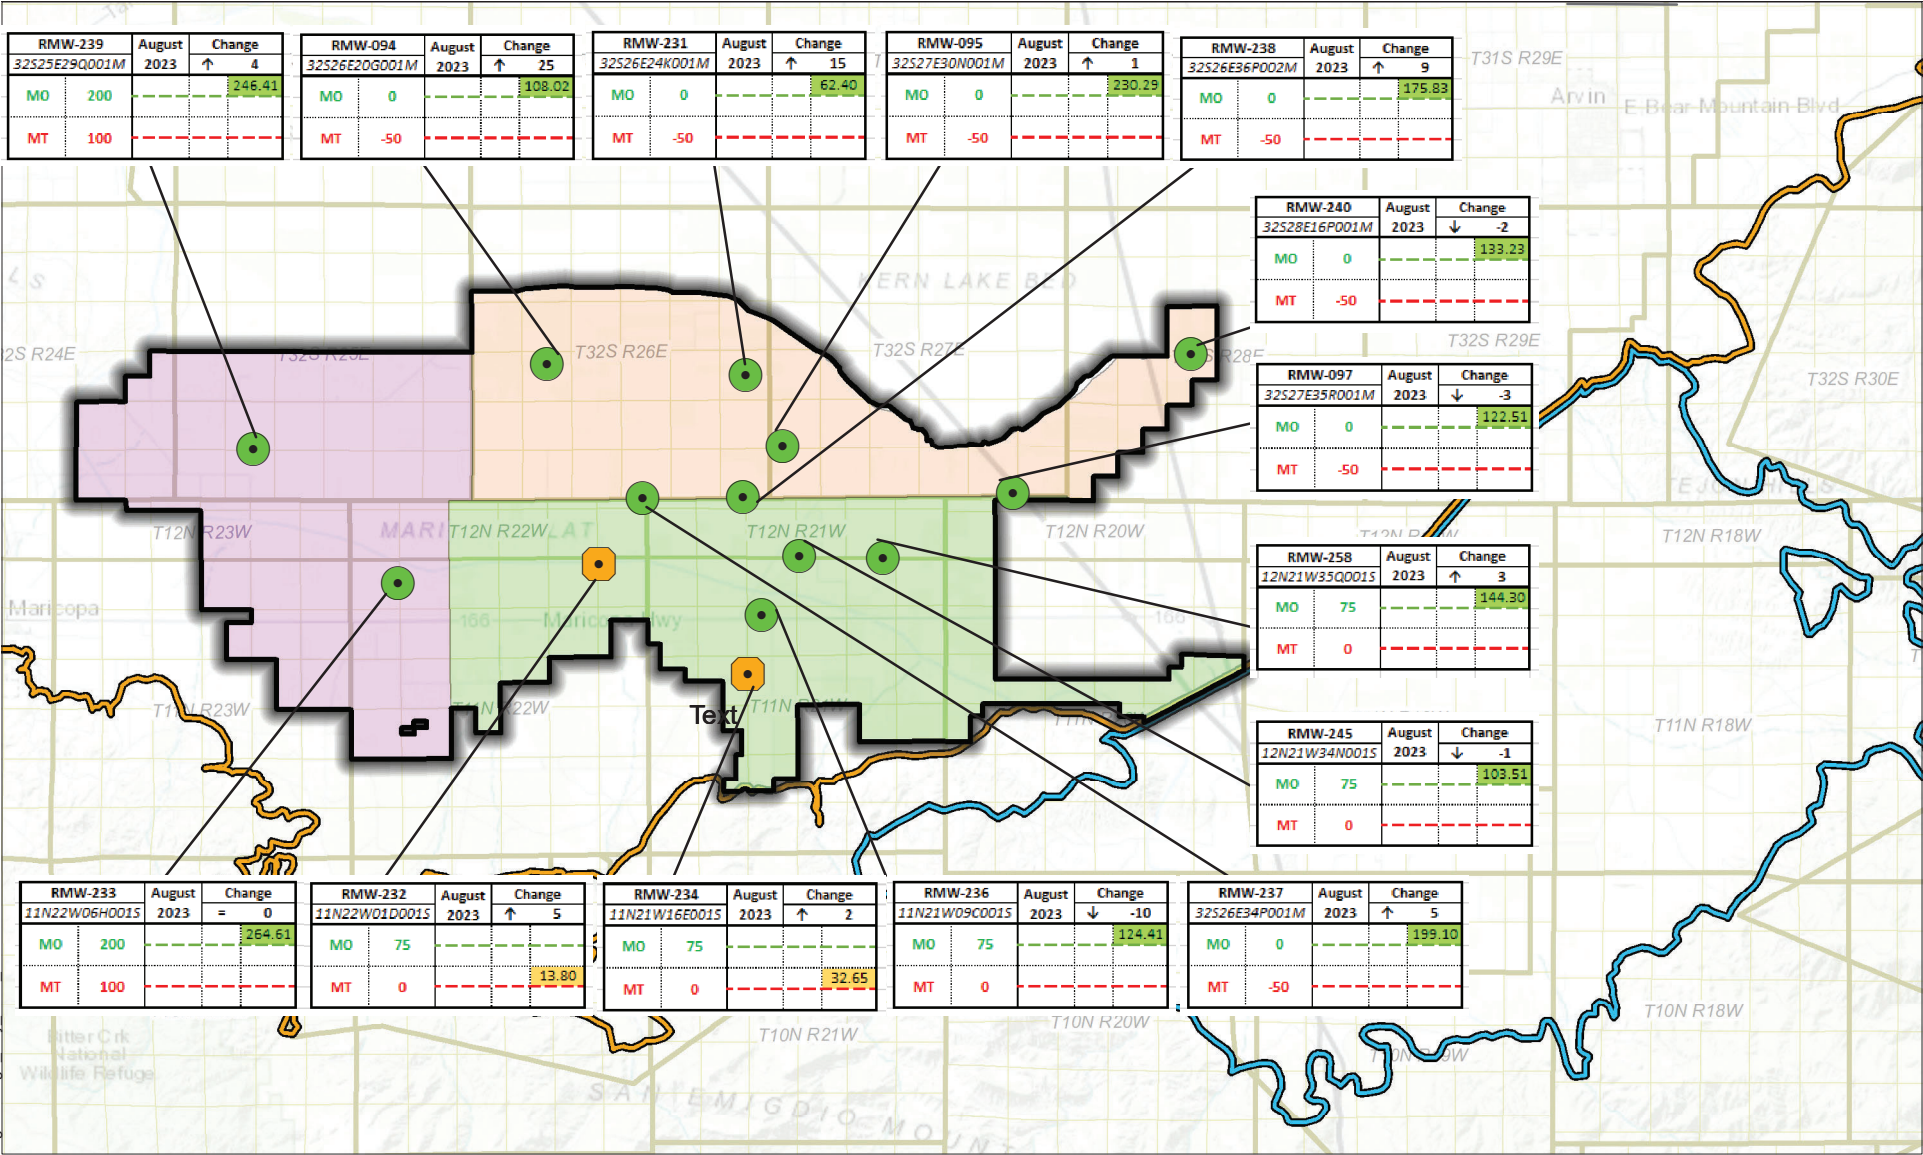 RMW-239 August Change
32S25E29Q001M 2023 ↑ 4
MO 200 246.41
MT 100
RMW-094 August Change
32S26E20G001M 2023 ↑ 25
MO 0 108.02
MT -50
RMW-231 August Change
32S26E24K001M 2023 ↑ 15
MO 0 62.40
MT -50
RMW-095 August Change
32S27E30N001M 2023 ↑ 1
MO 0 230.29
MT -50
RMW-238 August Change
32S26E36P002M 2023 ↑ 9
MO 0 175.83
MT -50
T31S R29E
Arvin
E Bear Mountain Blvd
RMW-240 August Change
32S28E16P001M 2023 ↓ -2
MO 0 133.23
MT -50
KERN LAKE BED
T32S R25E
T32S R26E
T32S R27E
T32S R29E
T32S R30E
RMW-097 August Change
32S27E35R001M 2023 ↓ -3
MO 0 122.51
MT -50
TEJON HILLS
T12N R23W
T12N R22W
T12N R21W
T12N R20W
T12N R18W
RMW-258 August Change
12N21W35Q001S 2023 ↑ 3
MO 75 144.30
MT 0
Maricopa
166
Maricopa Hwy
166
T11N R23W
Text
T11N R18W
RMW-245 August Change
12N21W34N001S 2023 ↓ -1
MO 75 103.51
MT 0
RMW-233 August Change
11N22W06H001S 2023 = 0
MO 200 264.61
MT 100
RMW-232 August Change
11N22W01D001S 2023 ↑ 5
MO 75
MT 0 13.80
RMW-234 August Change
11N21W16E001S 2023 ↑ 2
MO 75
MT 0 32.65
RMW-236 August Change
11N21W09C001S 2023 ↓ -10
MO 75 124.41
MT 0
RMW-237 August Change
32S26E34P001M 2023 ↑ 5
MO 0 199.10
MT -50
Bitter Crk
National
Wildlife Refuge
T10N R21W
T10N R20W
T10N R19W
T10N R18W
SAN EMIGDIO MOUNT